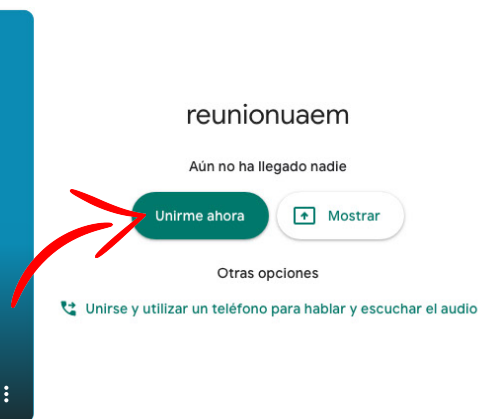 reunionuaem
Aún no ha llegado nadie
Unirme ahora
Mostrar
Otras opciones
Unirse y utilizar un teléfono para hablar y escuchar el audio